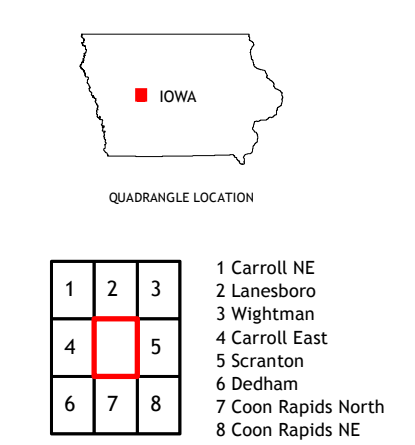 IOWA
QUADRANGLE LOCATION
1 2 3
4 5
6 7 8
1 Carroll NE
2 Lanesboro
3 Wightman
4 Carroll East
5 Scranton
6 Dedham
7 Coon Rapids North
8 Coon Rapids NE